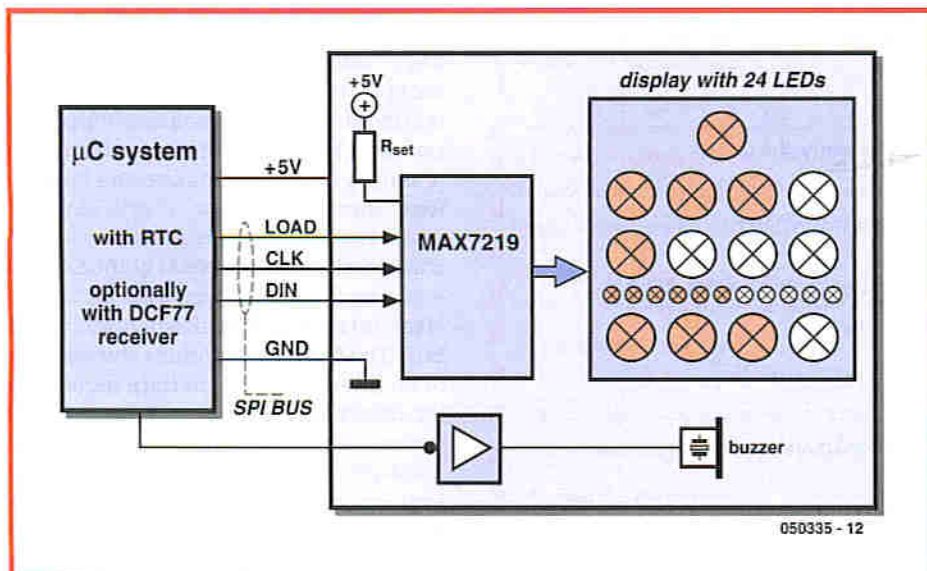 display with 24 LEDs
+5V
+
R set
µC system
+5V
with RTC
LOAD
MAX7219
CLK
optionally
with DCF77
receiver
DIN
GND
SPI BUS
buzzer
050335 - 12